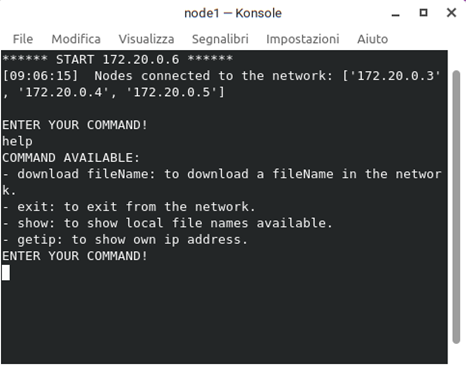 node1 — Konsole
File Modifica Visualizza Segnalibri Impostazioni Aiuto
****** START 172.20.0.6 ******
[09:06:15]  Nodes connected to the network: ['172.20.0.3'
, '172.20.0.4', '172.20.0.5']
ENTER YOUR COMMAND!
help
COMMAND AVAILABLE:
- download fileName: to download a fileName in the networ
k.
- exit: to exit from the network.
- show: to show local file names available.
- getip: to show own ip address.
ENTER YOUR COMMAND!